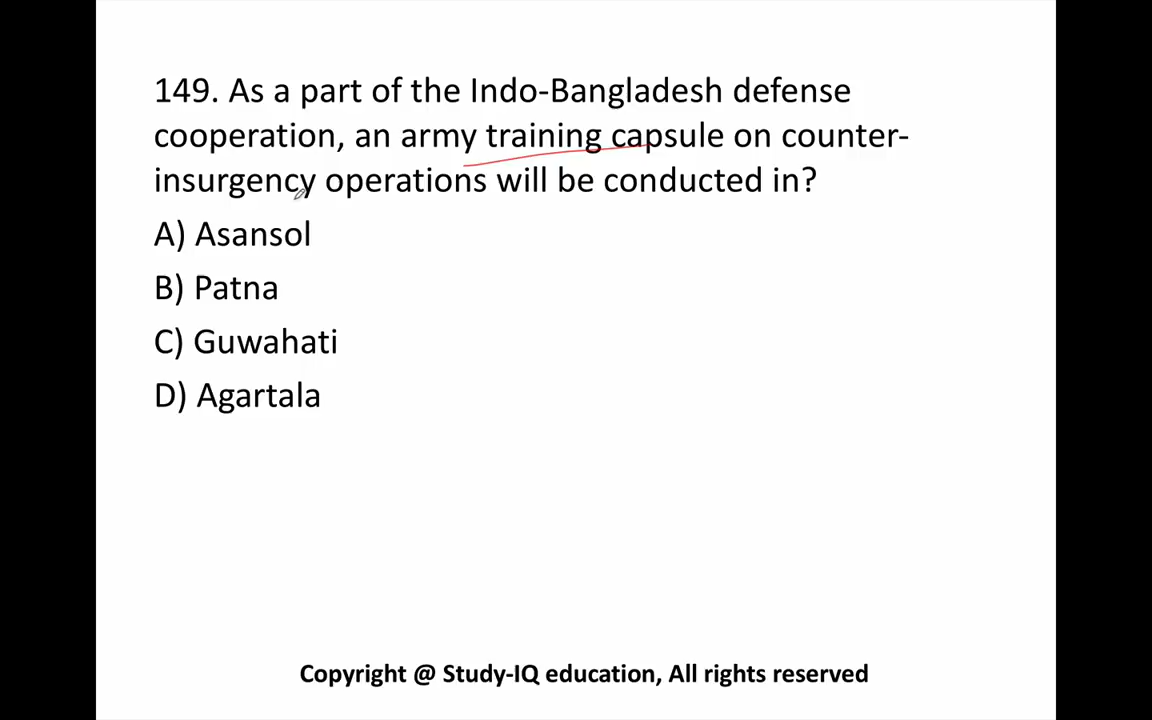 149. As a part of the Indo-Bangladesh defense
cooperation, an army training capsule on counter-
insurgency operations will be conducted in?
A) Asansol
B) Patna
C) Guwahati
D) Agartala
Copyright @ Study-IQ education, All rights reserved